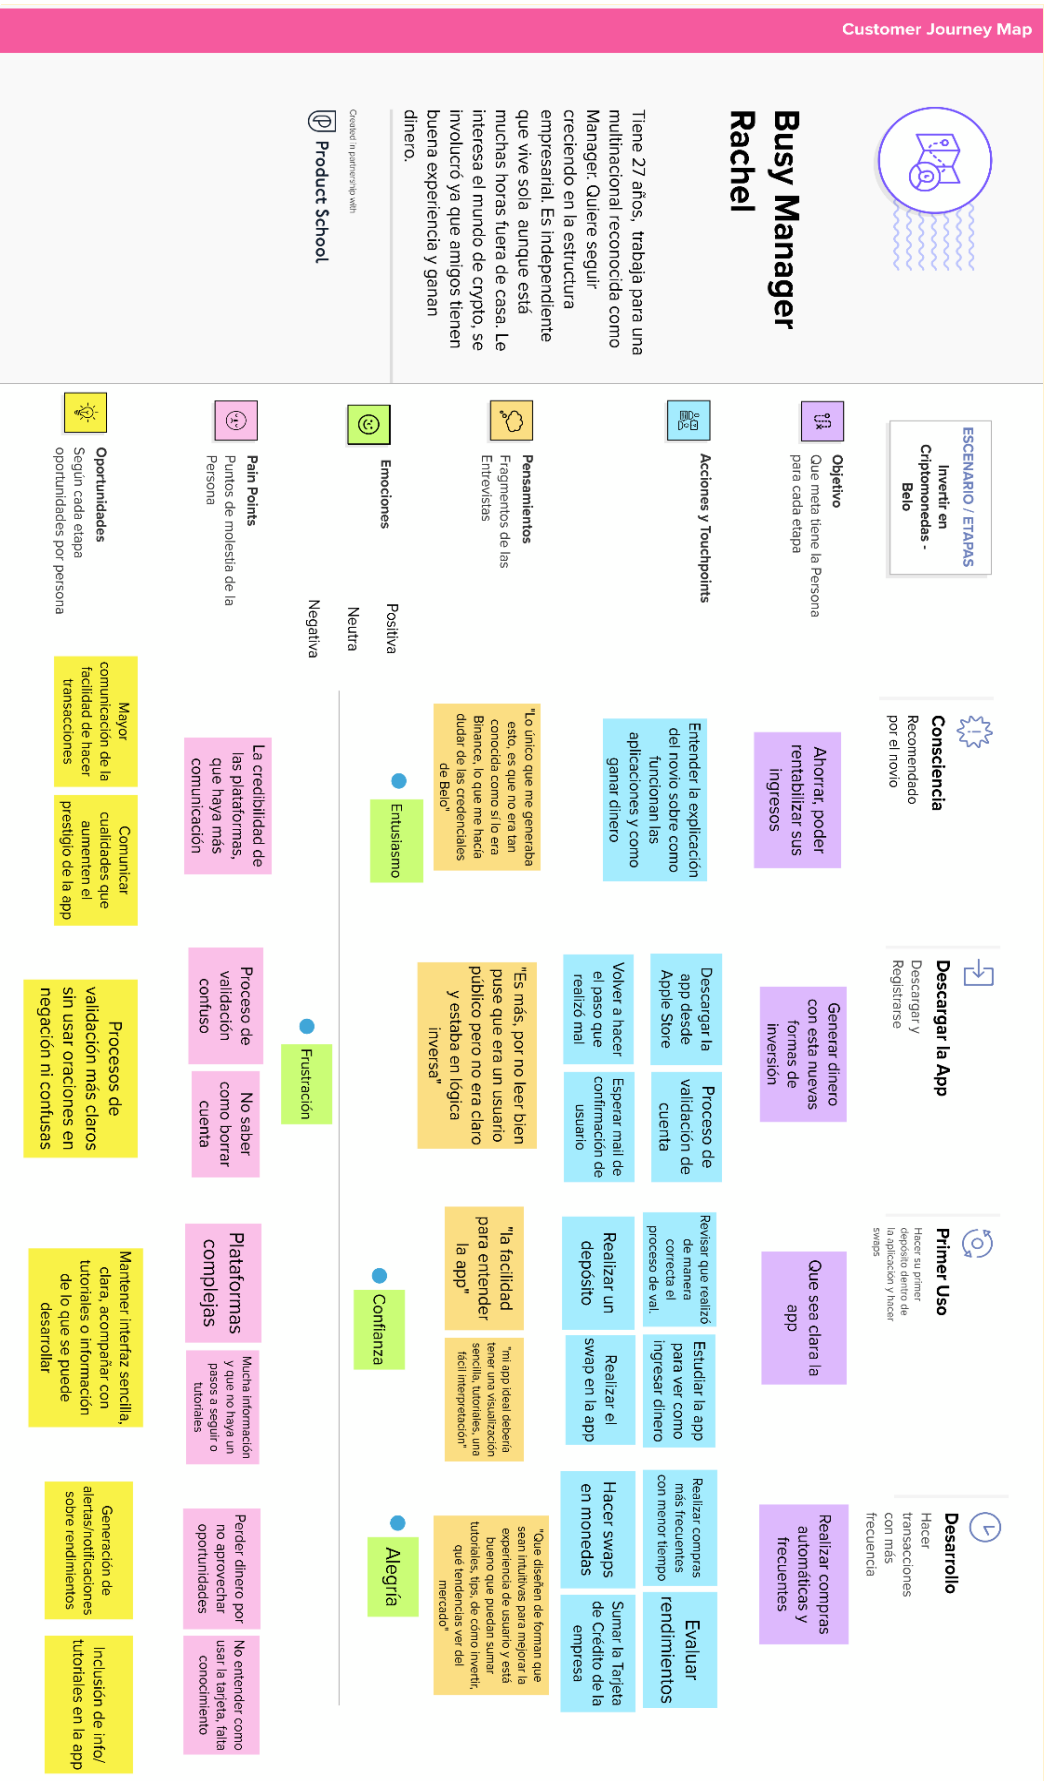 Customer Journey Map
Busy Manager
Rachel
Tiene 27 años, trabaja para una
multinacional reconocida como
Manager. Quiere seguir
creciendo en la estructura
empresarial. Es independiente
que vive sola aunque está
muchas horas fuera de casa. Le
interesa el mundo de crypto, se
involucró ya que amigos tienen
buena experiencia y ganan
dinero.
Created in partnership with
Product School
ESCENARIO / ETAPAS
Invertir en
Criptomonedas -
Belo
Consciencia
Recomendado
por el novio
Descargar la App
Descargar y
Registrarse
Primer Uso
Hacer su primer
depósito dentro de
la aplicación y hacer
swaps
Desarrollo
Hacer
transacciones
con más
frecuencia
Objetivo
Que meta tiene la Persona
para cada etapa
Ahorrar, poder
rentabilizar sus
ingresos
Generar dinero
con esta nuevas
formas de
inversión
Que sea clara la
app
Realizar compras
automáticas y
frecuentes
Acciones y Touchpoints
Entender la explicación
del novio sobre como
funcionan las
aplicaciones y como
ganar dinero
Descargar la
app desde
Apple Store
Proceso de
validación de
cuenta
Volver a hacer
el paso que
realizó mal
Esperar mail de
confirmación de
usuario
Revisar que realizó
de manera
correcta el
proceso de val.
Estudiar la app
para ver como
ingresar dinero
Realizar un
depósito
Realizar el
swap en la app
Realizar compras
más frecuentes
con menor tiempo
Evaluar
rendimientos
Hacer swaps
en monedas
Sumar la Tarjeta
de Crédito de la
empresa
Pensamientos
Fragmentos de las
Entrevistas
"Lo único que me generaba
esto, es que no era tan
conocida como sí lo era
Binance, lo que me hacía
dudar de las credenciales
de Belo"
"Es más, por no leer bien
puse que era un usuario
público pero no era claro
y estaba en lógica
inversa"
"la facilidad
para entender
la app"
"mi app ideal debería
tener una visualización
sencilla, tutoriales, una
fácil interpretación"
"Que diseñen de forman que
sean intuitivas para mejorar la
experiencia de usuario y está
bueno que puedan sumar
tutoriales, tips, de cómo invertir,
qué tendencias ver del
mercado"
Emociones
Positiva
Neutra
Negativa
Entusiasmo
Frustración
Confianza
Alegría
Pain Points
Puntos de molestia de la
Persona
La credibilidad de
las plataformas,
que haya más
comunicación
Proceso de
validación
confuso
No saber
como borrar
cuenta
Plataformas
complejas
Mucha información
y que no haya un
pasos a seguir o
tutoriales
Perder dinero por
no aprovechar
oportunidades
No entender como
usar la tarjeta, falta
conocimiento
Oportunidades
Según cada etapa
oportunidades por persona
Mayor
comunicación de la
facilidad de hacer
transacciones
Comunicar
cualidades que
aumenten el
prestigio de la app
Procesos de
validación más claros
sin usar oraciones en
negación ni confusas
Mantener interfaz sencilla,
clara, acompañar con
tutoriales o información
de lo que se puede
desarrollar
Generación de
alertas/notificaciones
sobre rendimientos
Inclusión de info/
tutoriales en la app